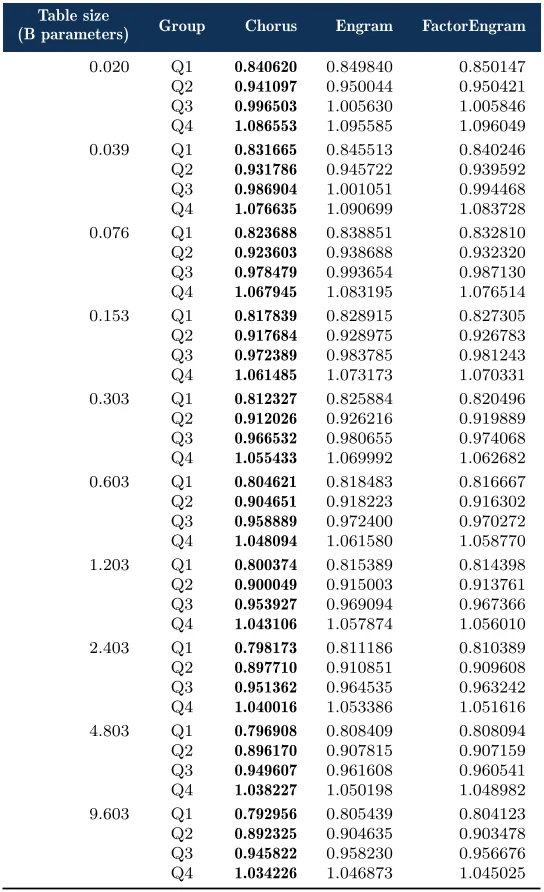 Table size (B parameters) Group Chorus Engram FactorEngram
0.020 Q1 0.840620 0.849840 0.850147
Q2 0.941097 0.950044 0.950421
Q3 0.996503 1.005630 1.005846
Q4 1.086553 1.095585 1.096049
0.039 Q1 0.831665 0.845513 0.840246
Q2 0.931786 0.945722 0.939592
Q3 0.986904 1.001051 0.994468
Q4 1.076635 1.090699 1.083728
0.076 Q1 0.823688 0.838851 0.832810
Q2 0.923603 0.938688 0.932320
Q3 0.978479 0.993654 0.987130
Q4 1.067945 1.083195 1.076514
0.153 Q1 0.817839 0.828915 0.827305
Q2 0.917684 0.928975 0.926783
Q3 0.972389 0.983785 0.981243
Q4 1.061485 1.073173 1.070331
0.303 Q1 0.812327 0.825884 0.820496
Q2 0.912026 0.926216 0.919889
Q3 0.966532 0.980655 0.974068
Q4 1.055433 1.069992 1.062682
0.603 Q1 0.804621 0.818483 0.816667
Q2 0.904651 0.918223 0.916302
Q3 0.958889 0.972400 0.970272
Q4 1.048094 1.061580 1.058770
1.203 Q1 0.800374 0.815389 0.814398
Q2 0.900049 0.915003 0.913761
Q3 0.953927 0.969094 0.967366
Q4 1.043106 1.057874 1.056010
2.403 Q1 0.798173 0.811186 0.810389
Q2 0.897710 0.910851 0.909608
Q3 0.951362 0.964535 0.963242
Q4 1.040016 1.053386 1.051616
4.803 Q1 0.796908 0.808409 0.808094
Q2 0.896170 0.907815 0.907159
Q3 0.949607 0.961608 0.960541
Q4 1.038227 1.050198 1.048982
9.603 Q1 0.792956 0.805439 0.804123
Q2 0.892325 0.904635 0.903478
Q3 0.945822 0.958230 0.956676
Q4 1.034226 1.046873 1.045025